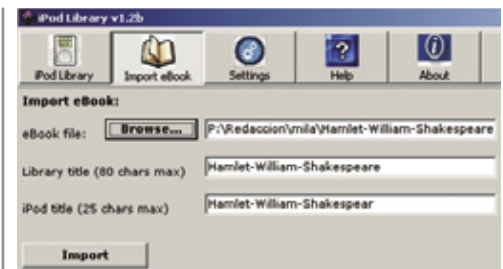 iPod Library v1.2b
iPod Library Import eBook Settings Help About
Import eBook:
eBook file: Browse... P:\Redaccion\mila\Hamlet-William-Shakespeare
Library title (80 chars max) Hamlet-William-Shakespeare
iPod title (25 chars max) Hamlet-William-Shakespear
Import